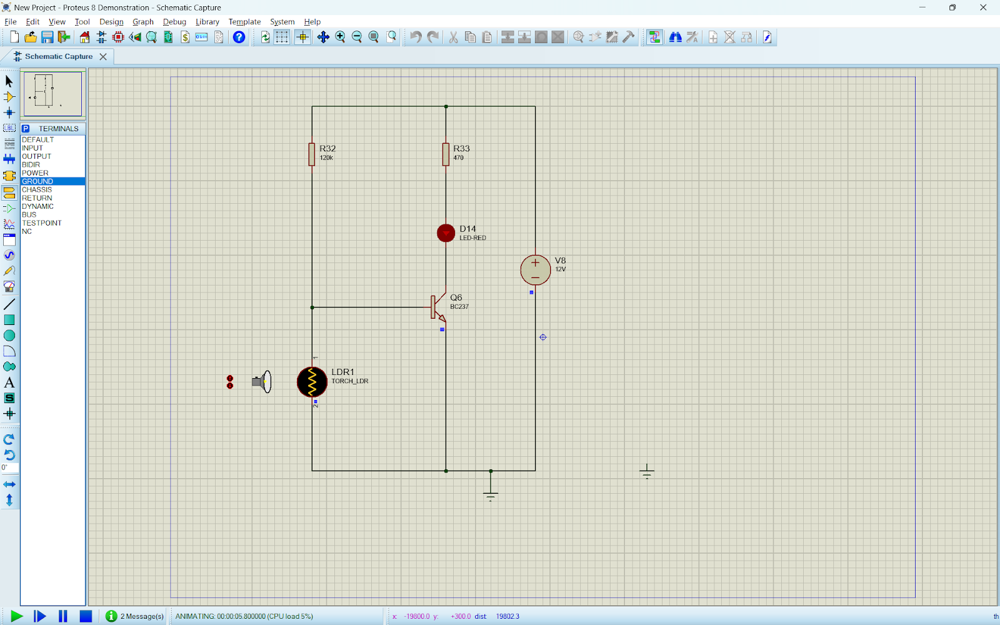 New Project - Proteus 8 Demonstration - Schematic Capture
File Edit View Tool Design Graph Debug Library Template System Help
Schematic Capture
LBL
P TERMINALS
DEFAULT
INPUT
OUTPUT
BIDIR
POWER
GROUND
CHASSIS
RETURN
DYNAMIC
BUS
TESTPOINT
NC
A
S
0°
R32
120k
R33
470
D14
LED-RED
V8
12V
Q6
BC237
1
LDR1
TORCH_LDR
2
2 Message(s) ANIMATING: 00:00:05.800000 (CPU load 5%) x: -19800.0 y: +300.0 dist 19802.3 th